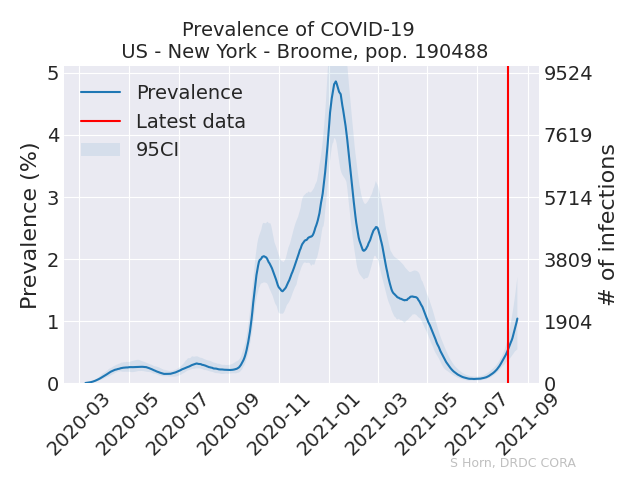 Prevalence of COVID-19
US - New York - Broome, pop. 190488
Prevalence (%)
5
4
3
2
1
0
Prevalence
Latest data
95CI
9524
7619
5714
3809
1904
0
# of infections
2020-03
2020-05
2020-07
2020-09
2020-11
2021-01
2021-03
2021-05
2021-07
2021-09
S Horn, DRDC CORA